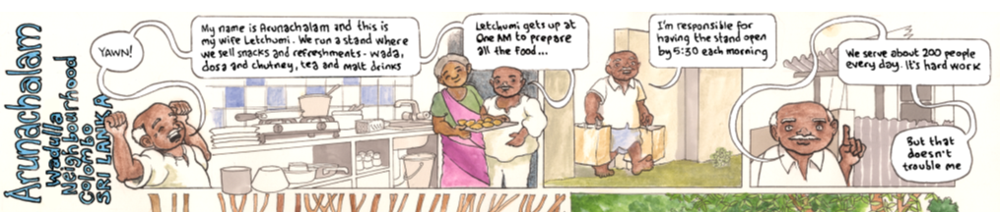 Arunachalam
Wadulla
Neighbourhood
Colombo
SRI LANKA
YAWN!
My name is Arunachalam and this is
my wife Letchumi. We run a stand where
we sell snacks and refreshments - wada,
dosa and chutney, tea and malt drinks
Letchumi gets up at
One AM to prepare
all the food...
I'm responsible for
having the stand open
by 5:30 each morning
We serve about 200 people
every day. It's hard work
But that
doesn't
trouble me